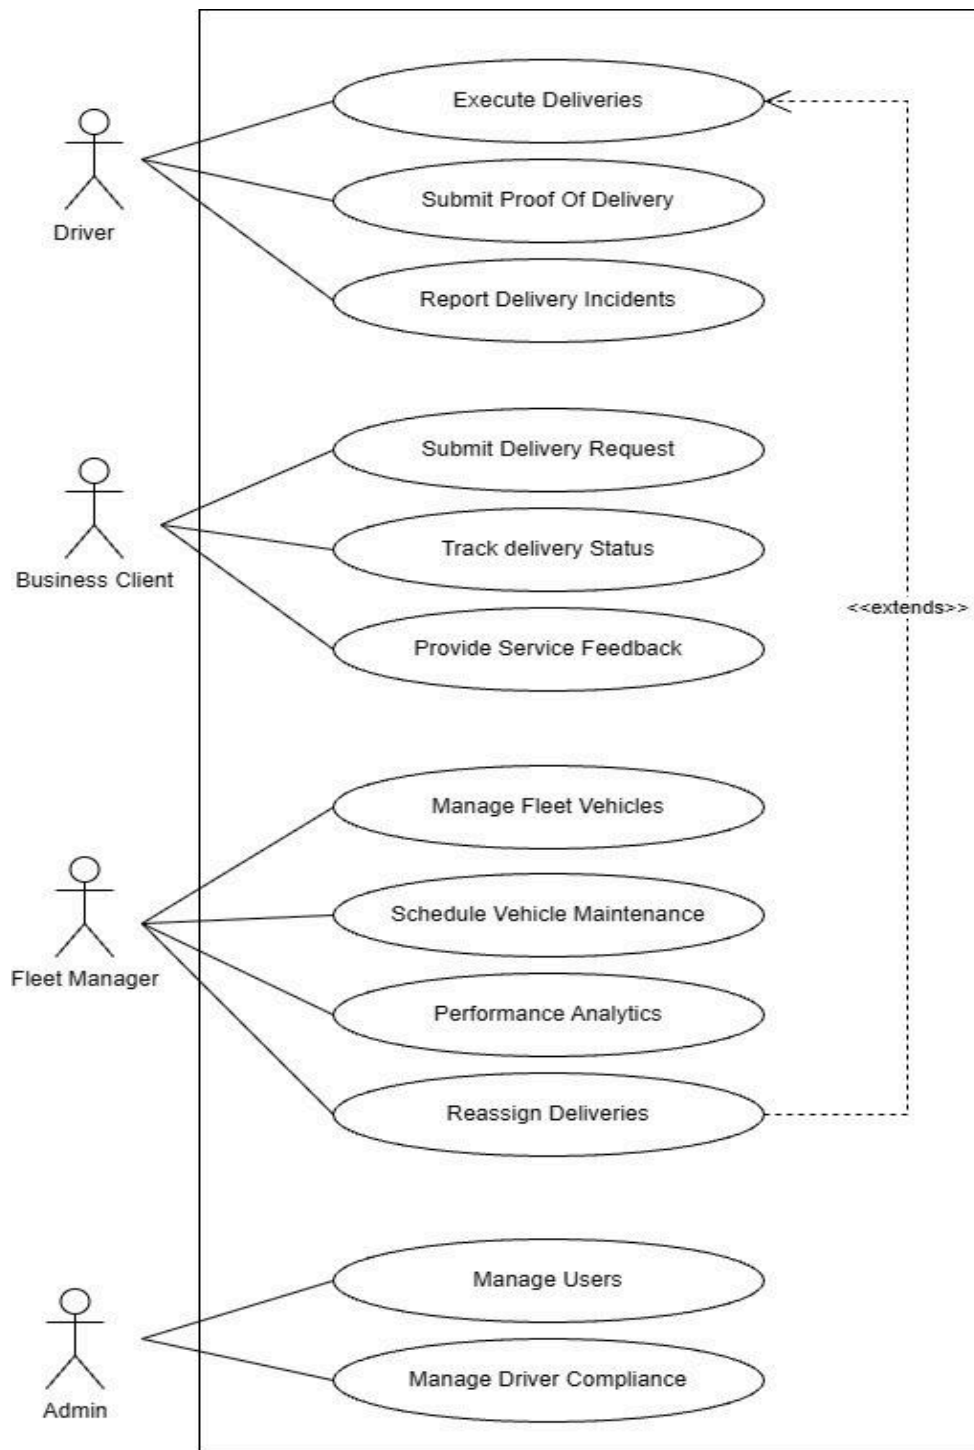 Execute Deliveries
Submit Proof Of Delivery
Driver
Report Delivery Incidents
Submit Delivery Request
Track delivery Status
Business Client
<<extends>>
Provide Service Feedback
Manage Fleet Vehicles
Schedule Vehicle Maintenance
Fleet Manager
Performance Analytics
Reassign Deliveries
Manage Users
Manage Driver Compliance
Admin